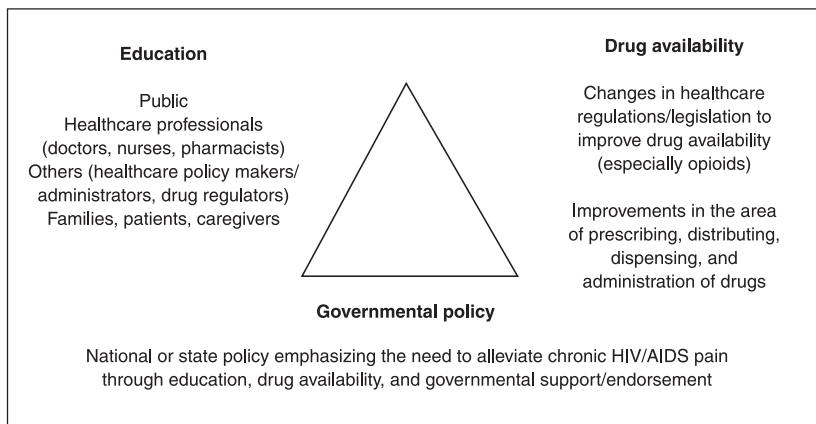 Education
Public
Healthcare professionals
(doctors, nurses, pharmacists)
Others (healthcare policy makers/
administrators, drug regulators)
Families, patients, caregivers
Drug availability
Changes in healthcare
regulations/legislation to
improve drug availability
(especially opioids)
Improvements in the area
of prescribing, distributing,
dispensing, and
administration of drugs
Governmental policy
National or state policy emphasizing the need to alleviate chronic HIV/AIDS pain
through education, drug availability, and governmental support/endorsement